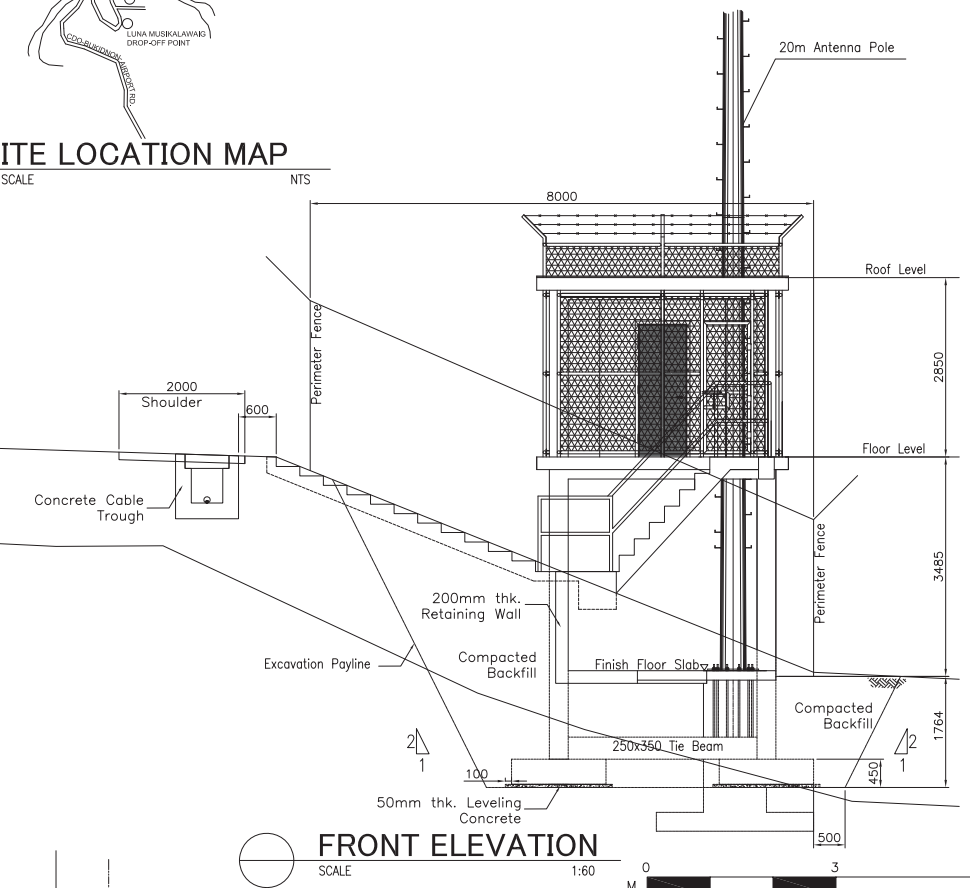 LUNA MUSIKALAWAIG
DROP-OFF POINT
CDO-BUKIDNON-AIRPORT RD.
ITE LOCATION MAP
SCALE NTS
20m Antenna Pole
8000
Roof Level
Perimeter Fence
2850
2000
Shoulder
600
Floor Level
Concrete Cable
Trough
3485
Perimeter Fence
200mm thk.
Retaining Wall
Excavation Payline
Compacted
Backfill
Finish Floor Slab
Compacted
Backfill
1764
2
1
250x350 Tie Beam
2
1
100
450
50mm thk. Leveling
Concrete
500
FRONT ELEVATION
SCALE 1:60
0 3
M